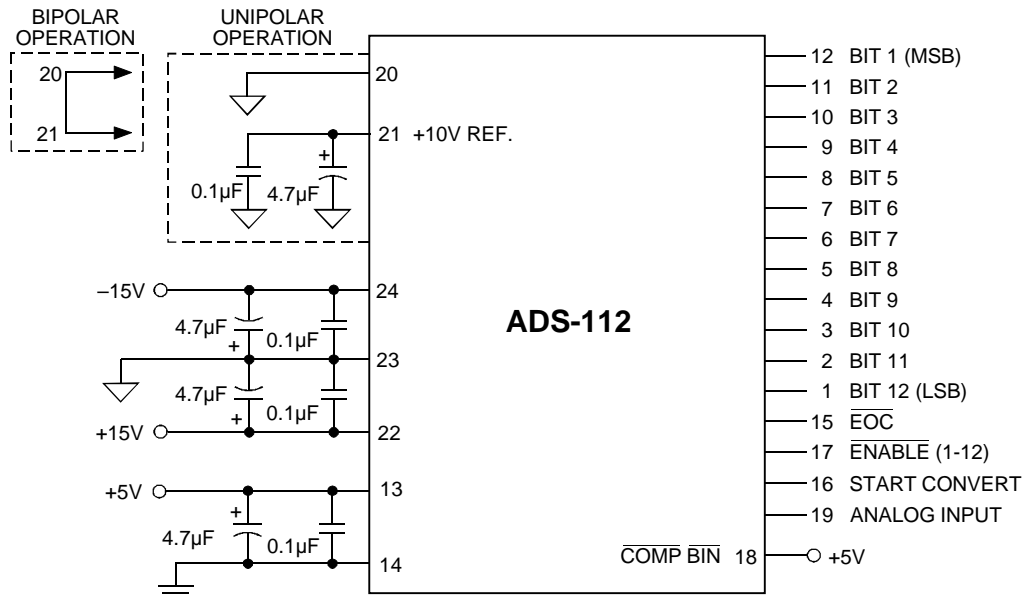 BIPOLAR
OPERATION
20
21
UNIPOLAR
OPERATION
20
21 +10V REF.
0.1µF
+
4.7µF
–15V
24
4.7µF
+
0.1µF
23
4.7µF
+
0.1µF
+15V
22
+5V
13
+
4.7µF
0.1µF
14
ADS-112
12 BIT 1 (MSB)
11 BIT 2
10 BIT 3
9 BIT 4
8 BIT 5
7 BIT 6
6 BIT 7
5 BIT 8
4 BIT 9
3 BIT 10
2 BIT 11
1 BIT 12 (LSB)
15 E̅O̅C̅
17 E̅N̅A̅B̅L̅E̅ (1-12)
16 START CONVERT
19 ANALOG INPUT
C̅O̅M̅P̅ B̅I̅N̅ 18 +5V